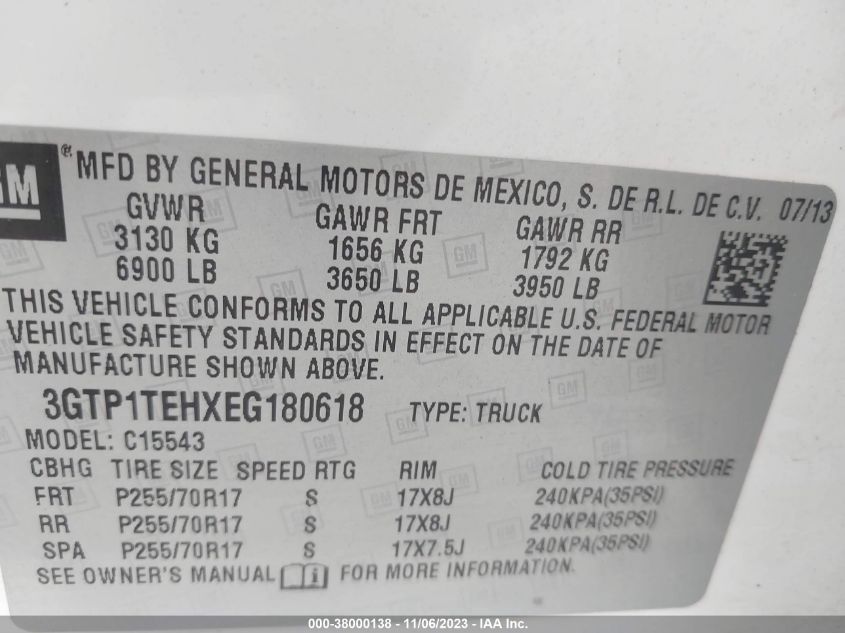 GM
® MFD BY GENERAL MOTORS DE MEXICO, S. DE R.L. DE C.V. 07/13
GVWR GAWR FRT GAWR RR
3130 KG 1656 KG 1792 KG
6900 LB 3650 LB 3950 LB
THIS VEHICLE CONFORMS TO ALL APPLICABLE U.S. FEDERAL MOTOR
VEHICLE SAFETY STANDARDS IN EFFECT ON THE DATE OF
MANUFACTURE SHOWN ABOVE.
3GTP1TEHXEG180618 TYPE: TRUCK
MODEL: C15543
CBHG TIRE SIZE SPEED RTG RIM COLD TIRE PRESSURE
FRT P255/70R17 S 17X8J 240KPA(35PSI)
RR P255/70R17 S 17X8J 240KPA(35PSI)
SPA P255/70R17 S 17X7.5J 240KPA(35PSI)
SEE OWNER'S MANUAL i FOR MORE INFORMATION.
000-38000138 - 11/06/2023 - IAA Inc.